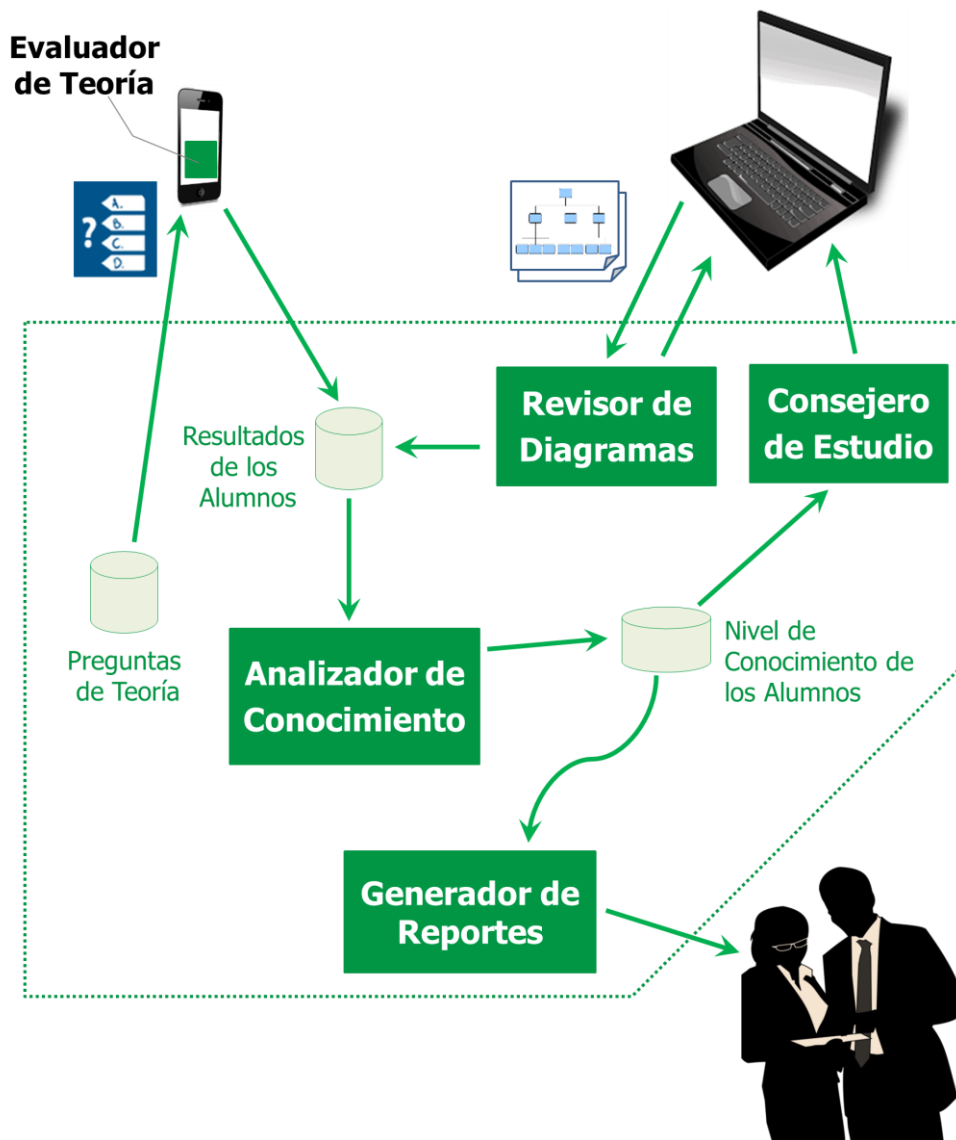 Evaluador
de Teoría
?
A.
B.
C.
D.
Revisor de
Diagramas
Consejero
de Estudio
Resultados
de los
Alumnos
Preguntas
de Teoría
Analizador de
Conocimiento
Nivel de
Conocimiento de
los Alumnos
Generador de
Reportes